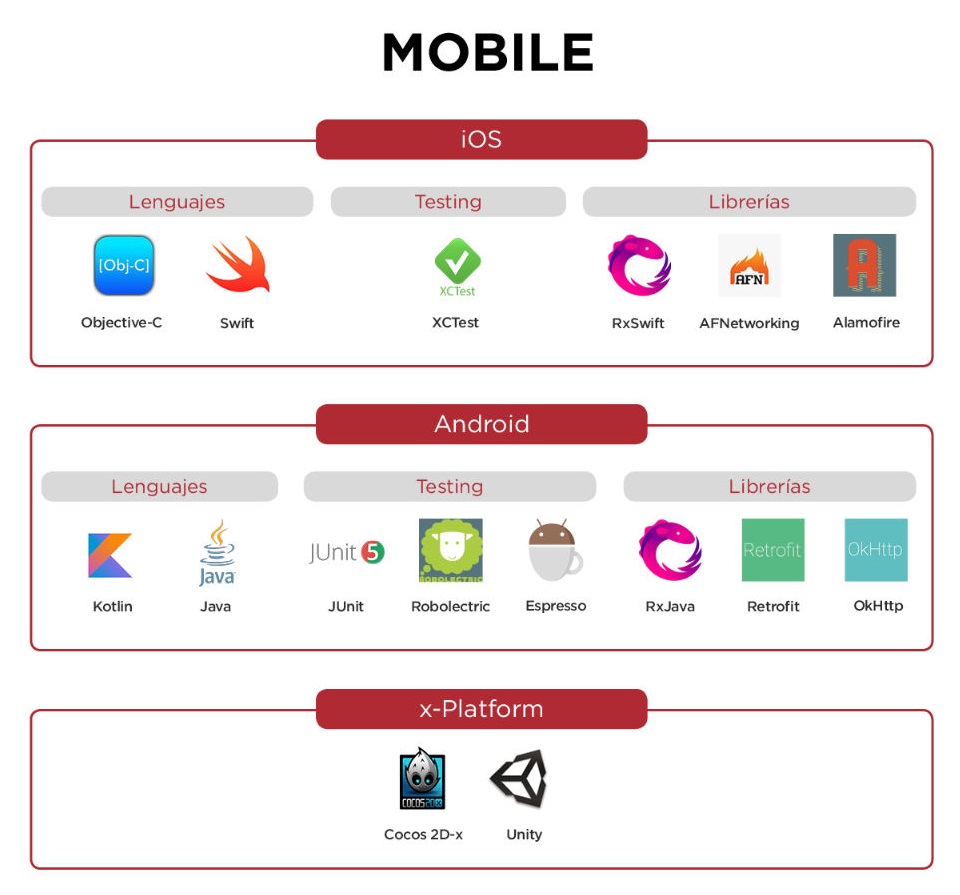 MOBILE
iOS
Lenguajes
Testing
Librerías
[Obj-C]
XCTest
AFN
A
Objective-C
Swift
XCTest
RxSwift
AFNetworking
Alamofire
Android
Lenguajes
Testing
Librerías
Java
JUnit 5
ROBOLECTRIC
Retrofit
OkHttp
Kotlin
Java
JUnit
Robolectric
Espresso
RxJava
Retrofit
OkHttp
x-Platform
COCOS2D-X
Cocos 2D-x
Unity